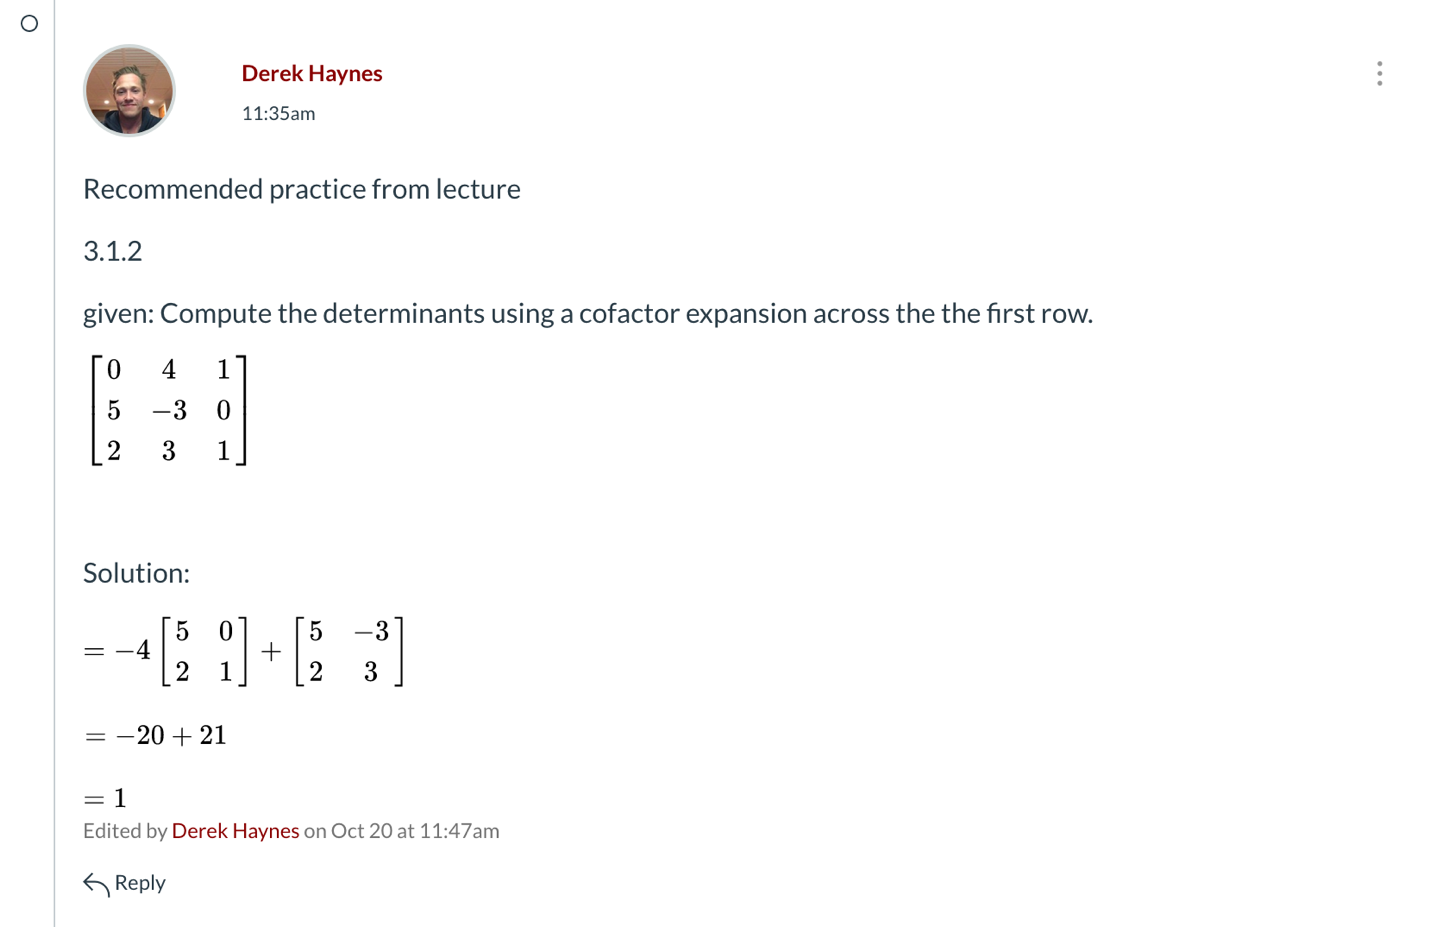 Derek Haynes
11:35am
Recommended practice from lecture
3.1.2
given: Compute the determinants using a cofactor expansion across the the first row.
0 4 1
5 −3 0
2 3 1
Solution:
= −4 [5 0; 2 1] + [5 −3; 2 3]
= −20 + 21
= 1
Edited by Derek Haynes on Oct 20 at 11:47am
Reply